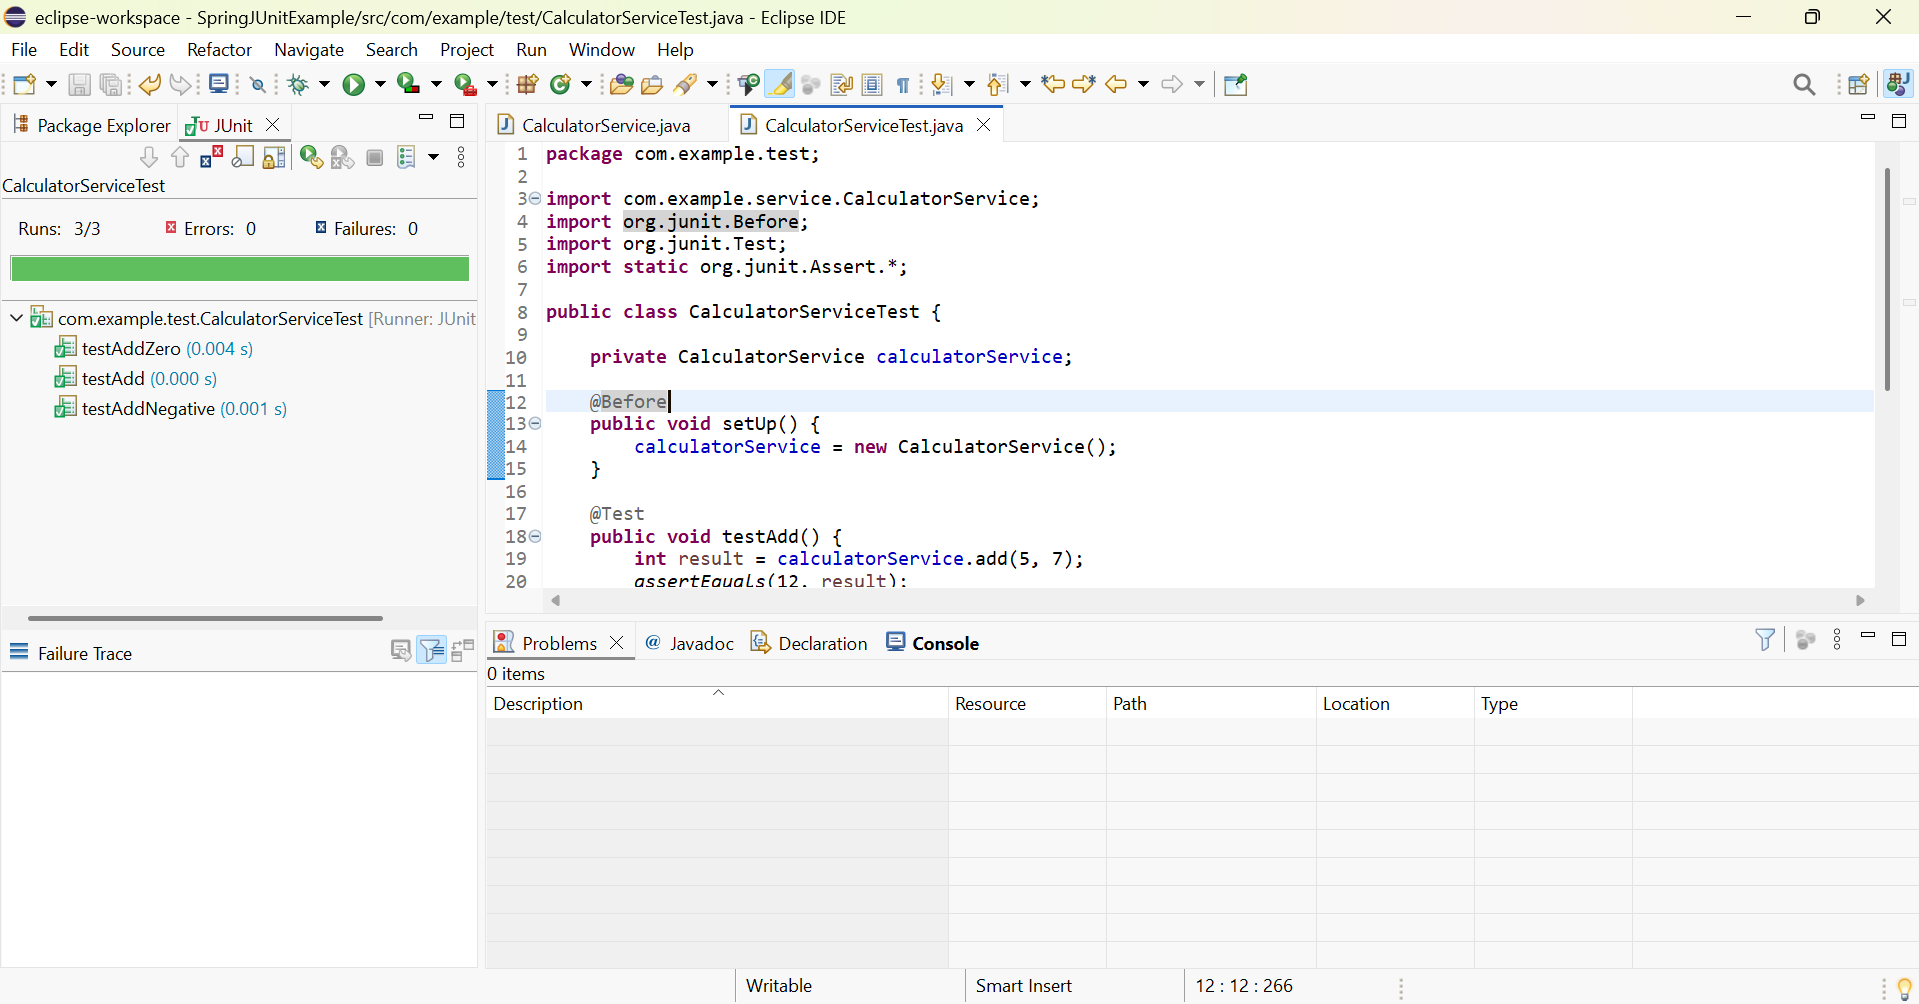 eclipse-workspace - SpringJUnitExample/src/com/example/test/CalculatorServiceTest.java - Eclipse IDE
File Edit Source Refactor Navigate Search Project Run Window Help
Package Explorer JUnit
CalculatorServiceTest
Runs: 3/3 Errors: 0 Failures: 0
com.example.test.CalculatorServiceTest [Runner: JUnit
testAddZero (0.004 s)
testAdd (0.000 s)
testAddNegative (0.001 s)
Failure Trace
CalculatorService.java CalculatorServiceTest.java
1 package com.example.test;
2
3 import com.example.service.CalculatorService;
4 import org.junit.Before;
5 import org.junit.Test;
6 import static org.junit.Assert.*;
7
8 public class CalculatorServiceTest {
9
10 private CalculatorService calculatorService;
11
12 @Before
13 public void setUp() {
14 calculatorService = new CalculatorService();
15 }
16
17 @Test
18 public void testAdd() {
19 int result = calculatorService.add(5, 7);
20 assertEquals(12, result);
Problems @ Javadoc Declaration Console
0 items
Description Resource Path Location Type
Writable Smart Insert 12 : 12 : 266